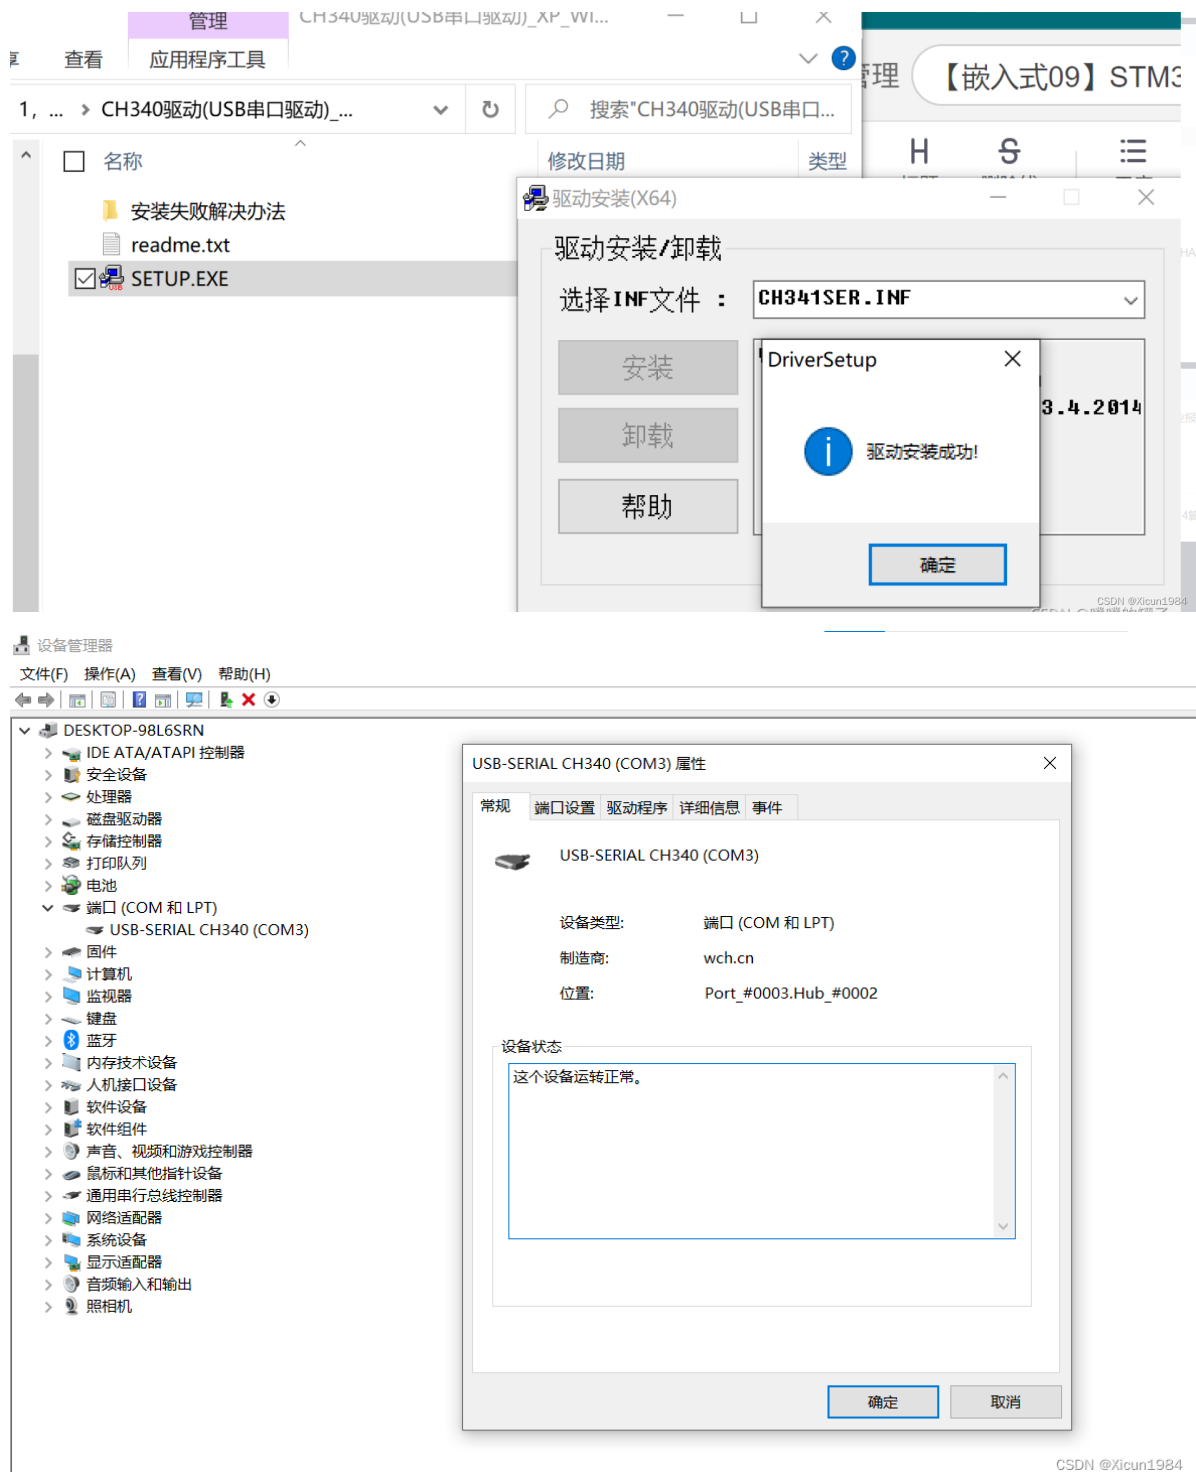 管理
CH340驱动(USB串口驱动)_XP_WI...
查看
应用程序工具
管理
【嵌入式09】STM3
1，... › CH340驱动(USB串口驱动)_...
搜索"CH340驱动(USB串口...
名称
修改日期
类型
H
S
安装失败解决办法
readme.txt
SETUP.EXE
驱动安装(X64)
驱动安装/卸载
选择INF文件 :
CH341SER.INF
安装
卸载
帮助
3.4.2014
DriverSetup
驱动安装成功!
确定
CSDN @Xicun1984
设备管理器
文件(F) 操作(A) 查看(V) 帮助(H)
DESKTOP-98L6SRN
IDE ATA/ATAPI 控制器
安全设备
处理器
磁盘驱动器
存储控制器
打印队列
电池
端口 (COM 和 LPT)
USB-SERIAL CH340 (COM3)
固件
计算机
监视器
键盘
蓝牙
内存技术设备
人机接口设备
软件设备
软件组件
声音、视频和游戏控制器
鼠标和其他指针设备
通用串行总线控制器
网络适配器
系统设备
显示适配器
音频输入和输出
照相机
USB-SERIAL CH340 (COM3) 属性
常规 端口设置 驱动程序 详细信息 事件
USB-SERIAL CH340 (COM3)
设备类型: 端口 (COM 和 LPT)
制造商: wch.cn
位置: Port_#0003.Hub_#0002
设备状态
这个设备运转正常。
确定 取消
CSDN @Xicun1984